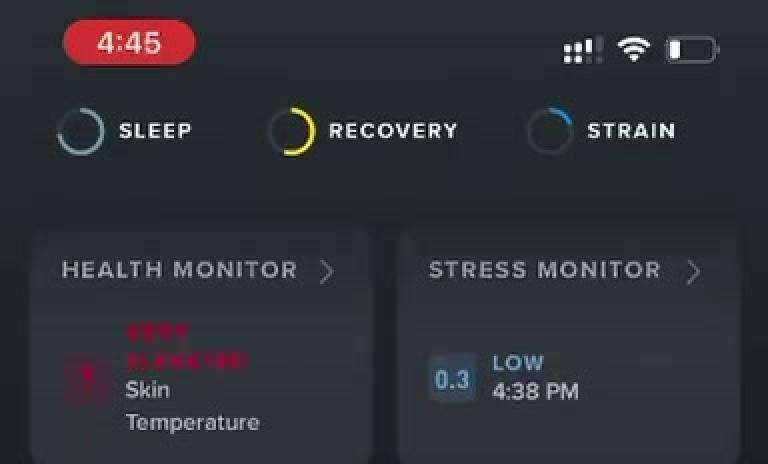 4:45
SLEEP RECOVERY STRAIN
HEALTH MONITOR STRESS MONITOR
VERY
ELEVATED
Skin
Temperature
0.3
LOW
4:38 PM